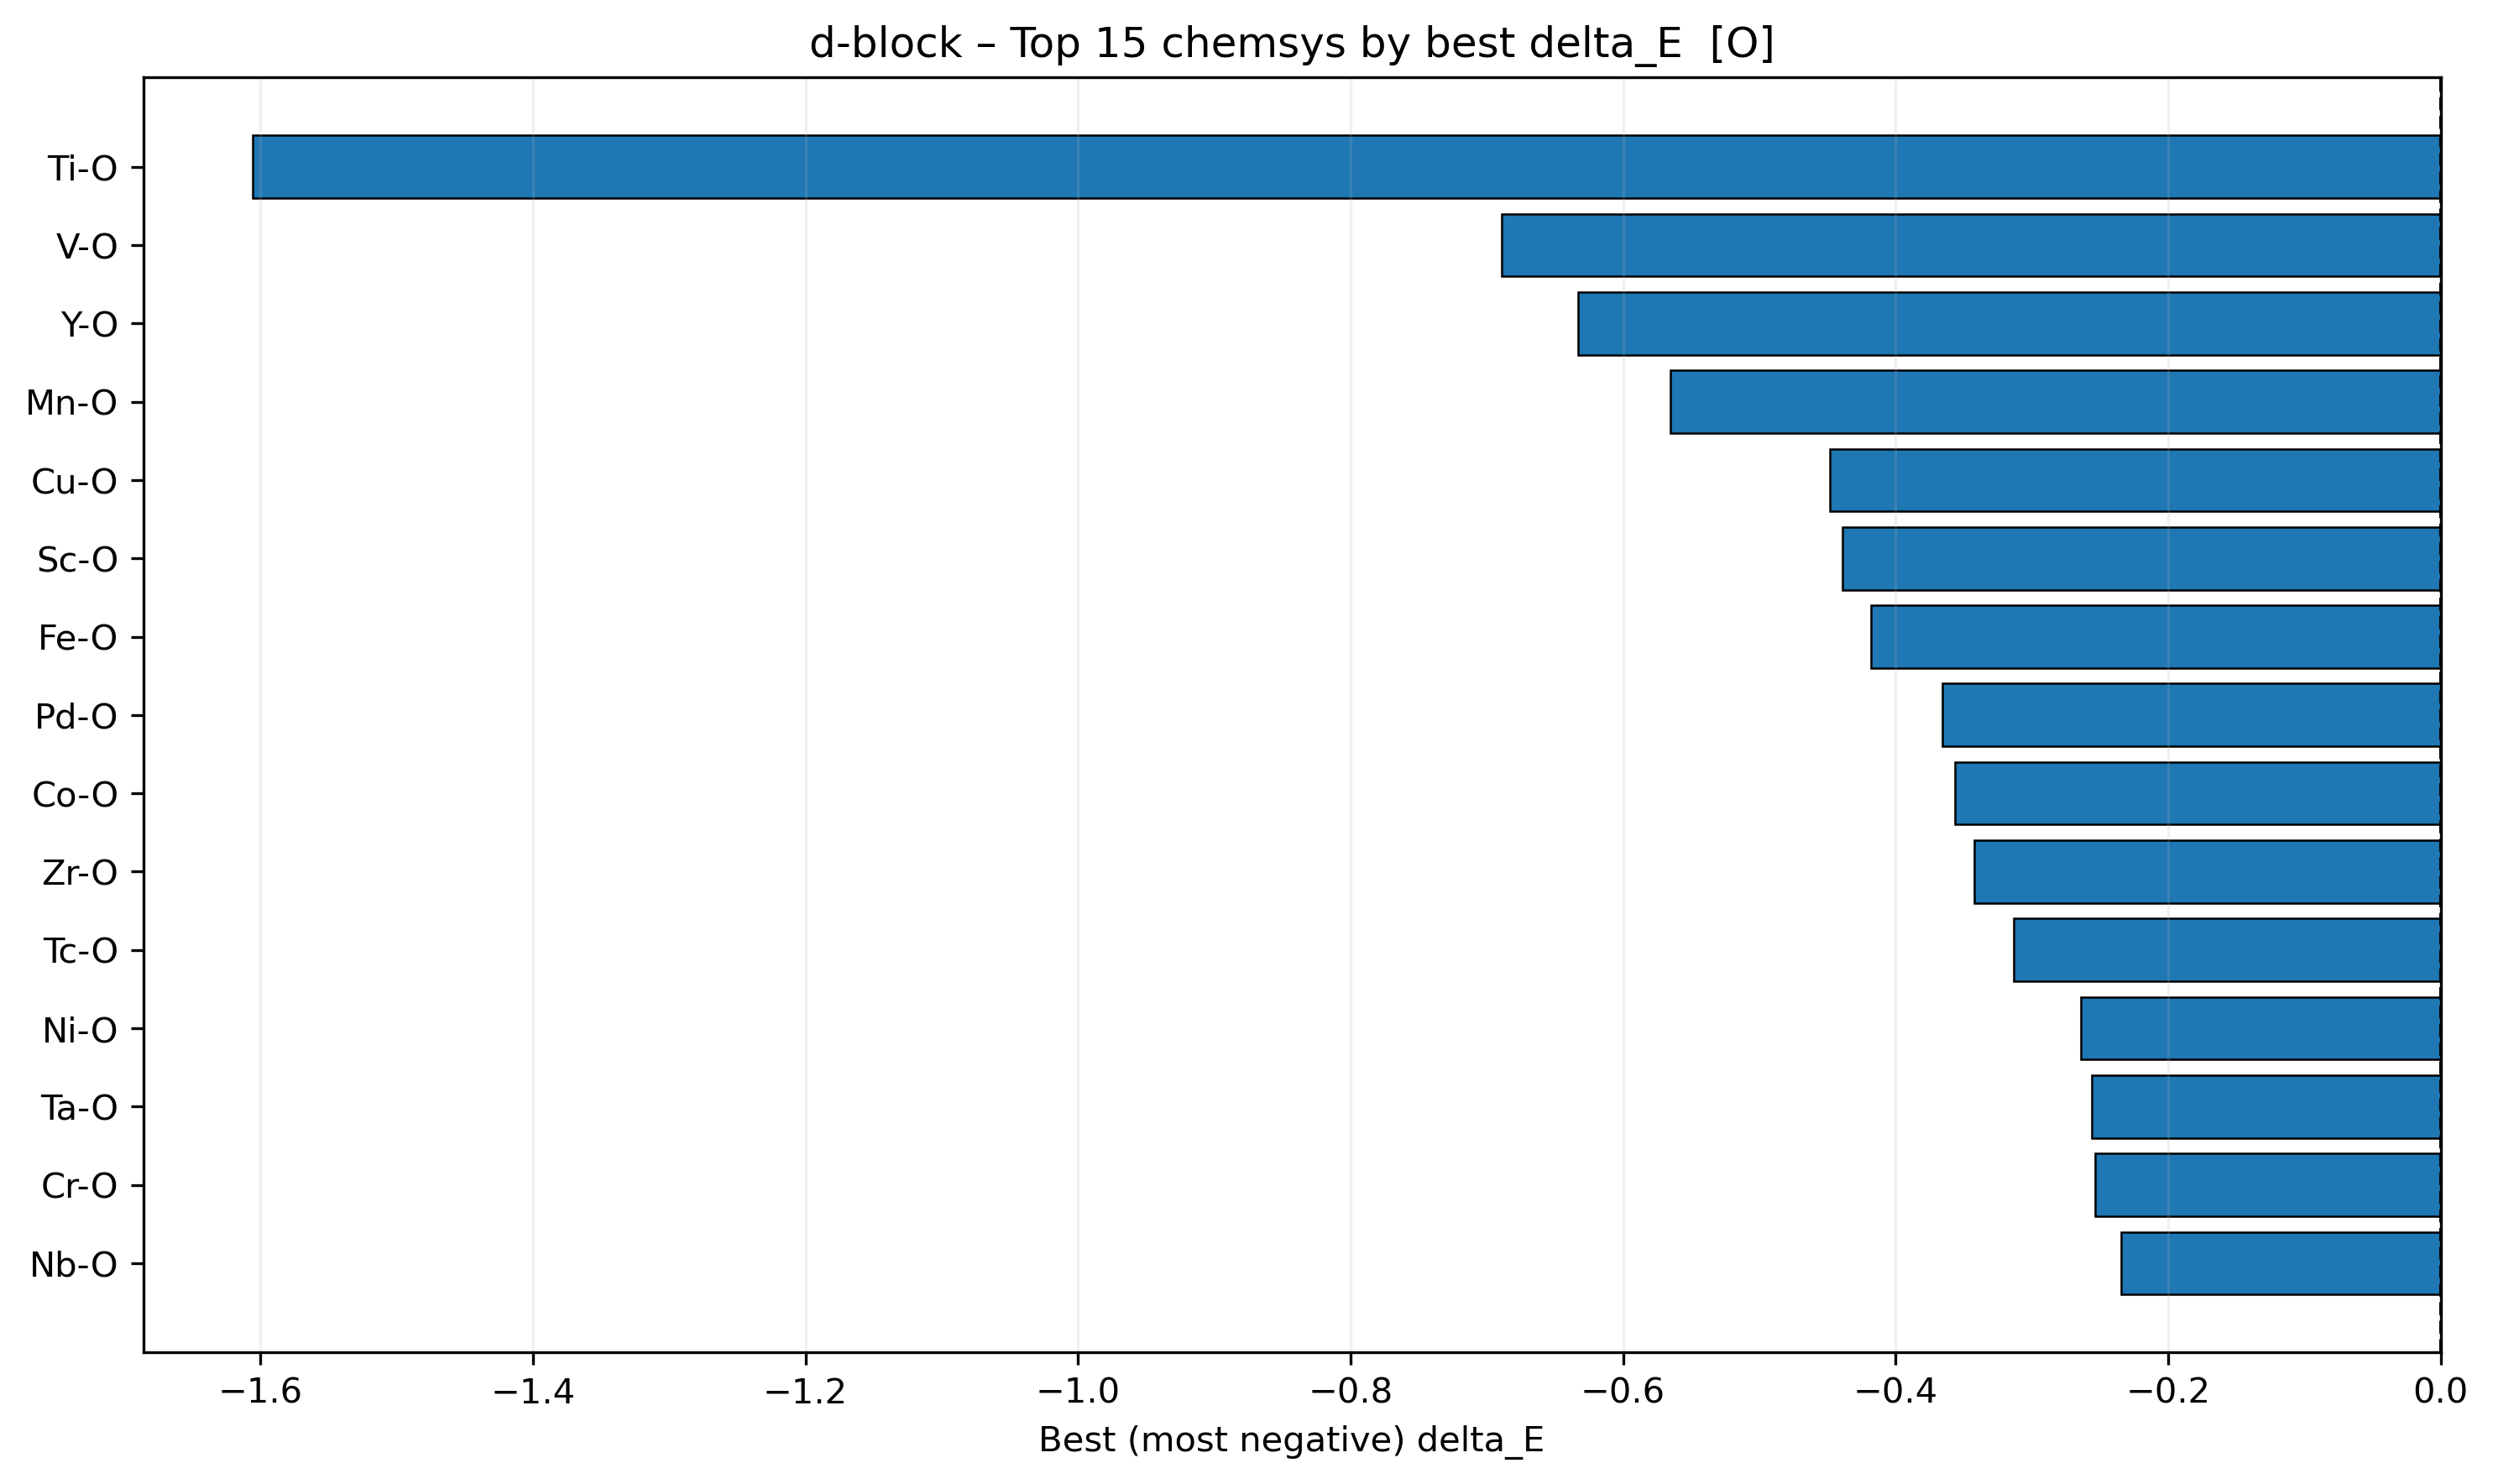 d-block – Top 15 chemsys by best delta_E  [O]
Ti-O
V-O
Y-O
Mn-O
Cu-O
Sc-O
Fe-O
Pd-O
Co-O
Zr-O
Tc-O
Ni-O
Ta-O
Cr-O
Nb-O
−1.6 −1.4 −1.2 −1.0 −0.8 −0.6 −0.4 −0.2 0.0
Best (most negative) delta_E